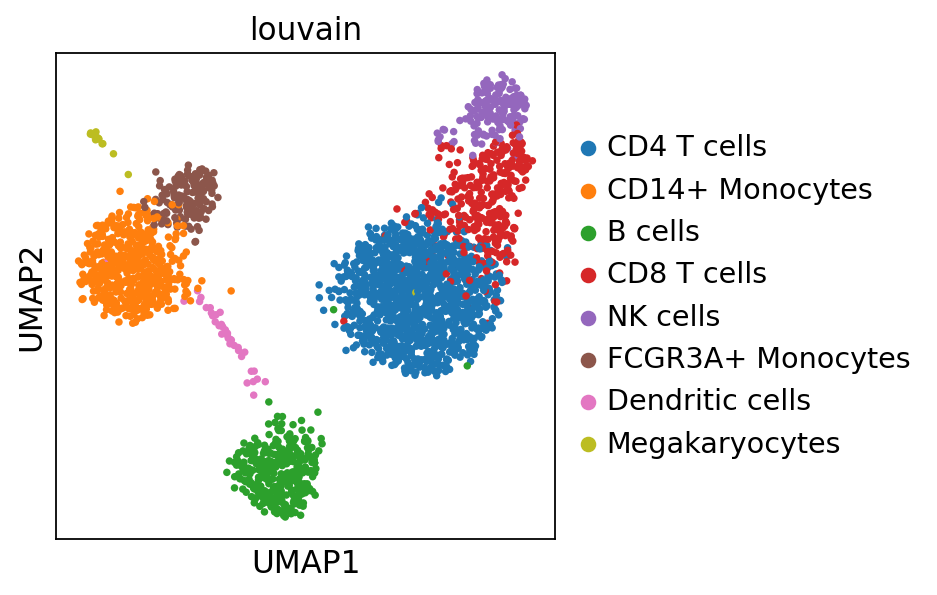 louvain
UMAP2
UMAP1
CD4 T cells
CD14+ Monocytes
B cells
CD8 T cells
NK cells
FCGR3A+ Monocytes
Dendritic cells
Megakaryocytes